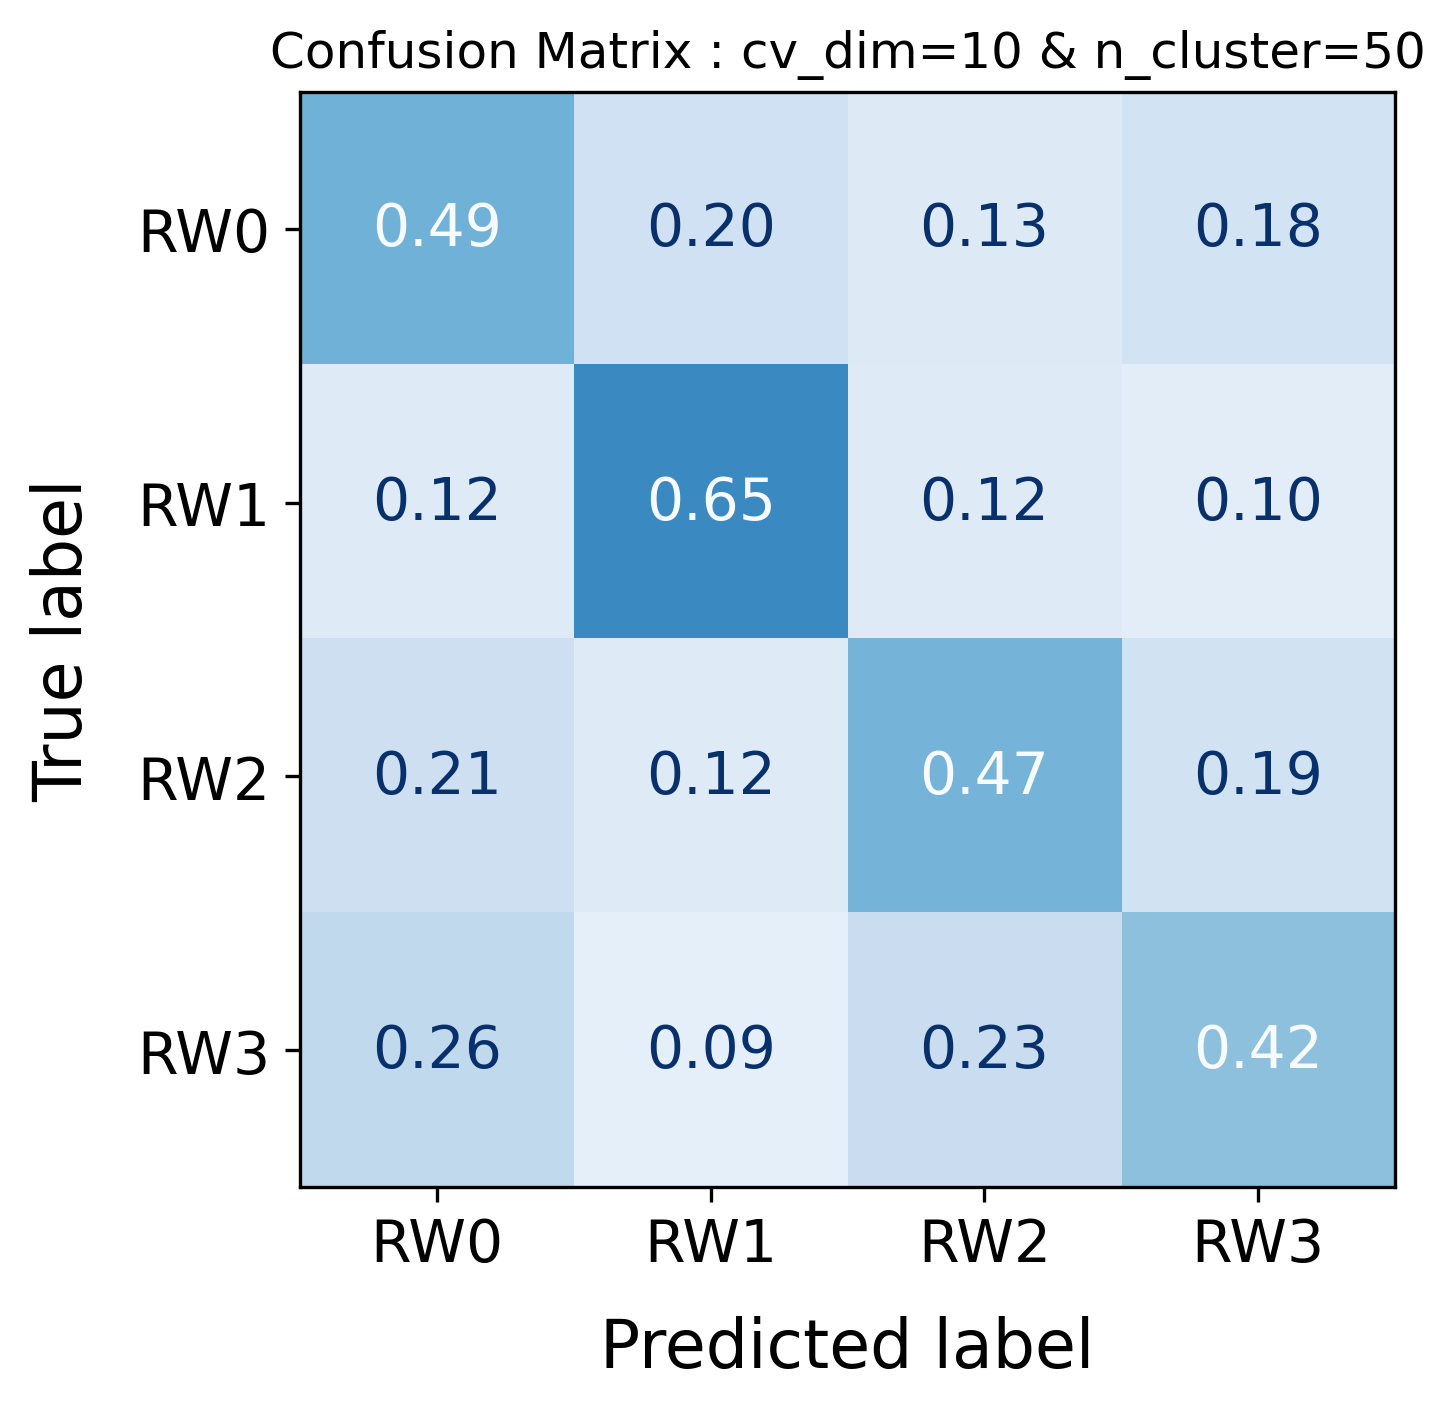 Confusion Matrix : cv_dim=10 & n_cluster=50
True label
RW0 0.49 0.20 0.13 0.18
RW1 0.12 0.65 0.12 0.10
RW2 0.21 0.12 0.47 0.19
RW3 0.26 0.09 0.23 0.42
RW0 RW1 RW2 RW3
Predicted label